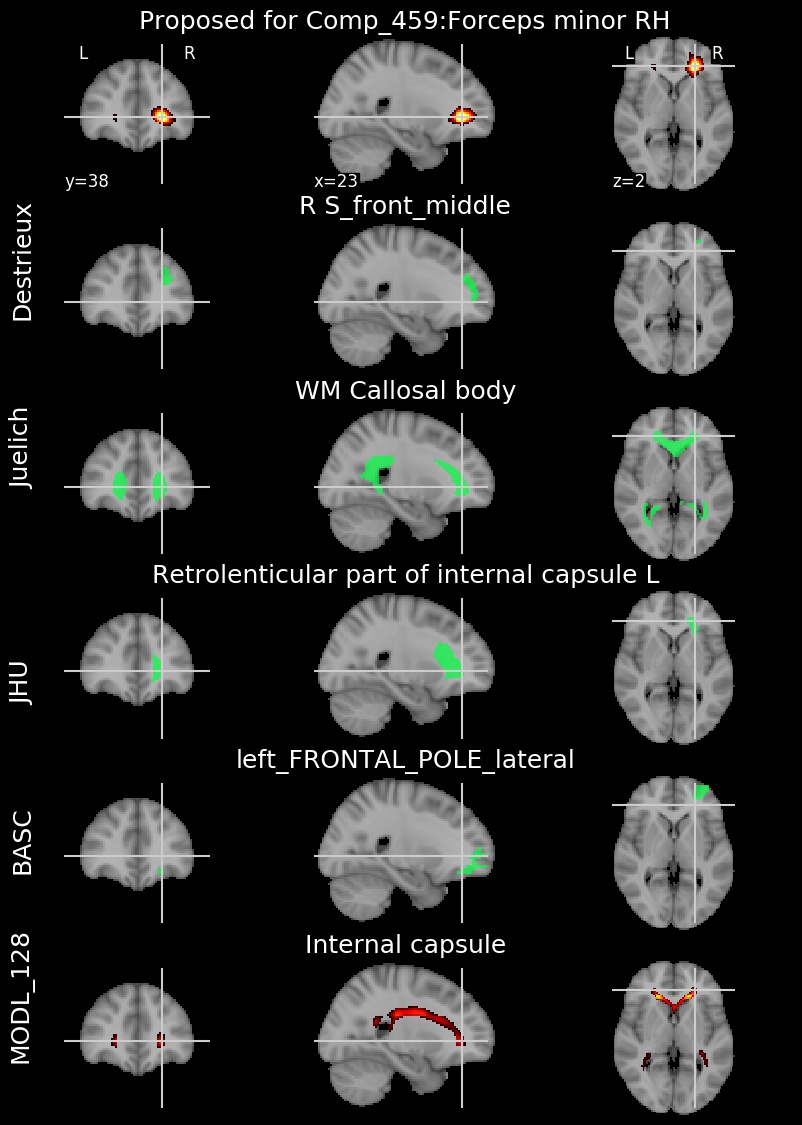 Proposed for Comp_459:Forceps minor RH
L R
L R
y=38
x=23
z=2
R S_front_middle
Destrieux
WM Callosal body
Juelich
Retrolenticular part of internal capsule L
JHU
left_FRONTAL_POLE_lateral
BASC
Internal capsule
MODL_128